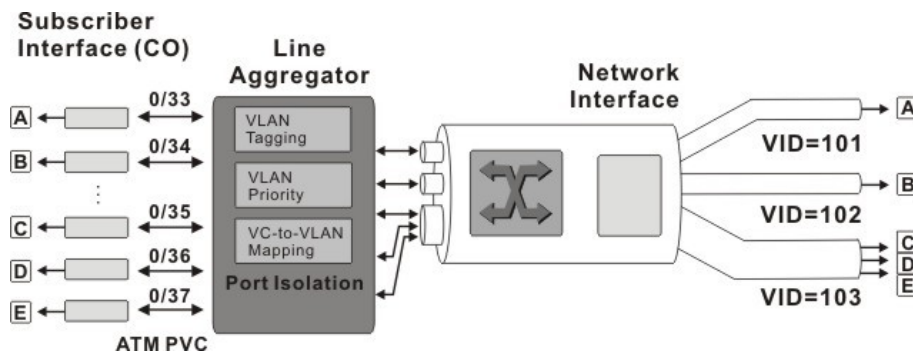 Subscriber
Interface (CO)
Line
Aggregator
Network
Interface
A
0/33
B
0/34
C
0/35
D
0/36
E
0/37
ATM PVC
VLAN
Tagging
VLAN
Priority
VC-to-VLAN
Mapping
Port Isolation
A
VID=101
B
VID=102
C
D
E
VID=103